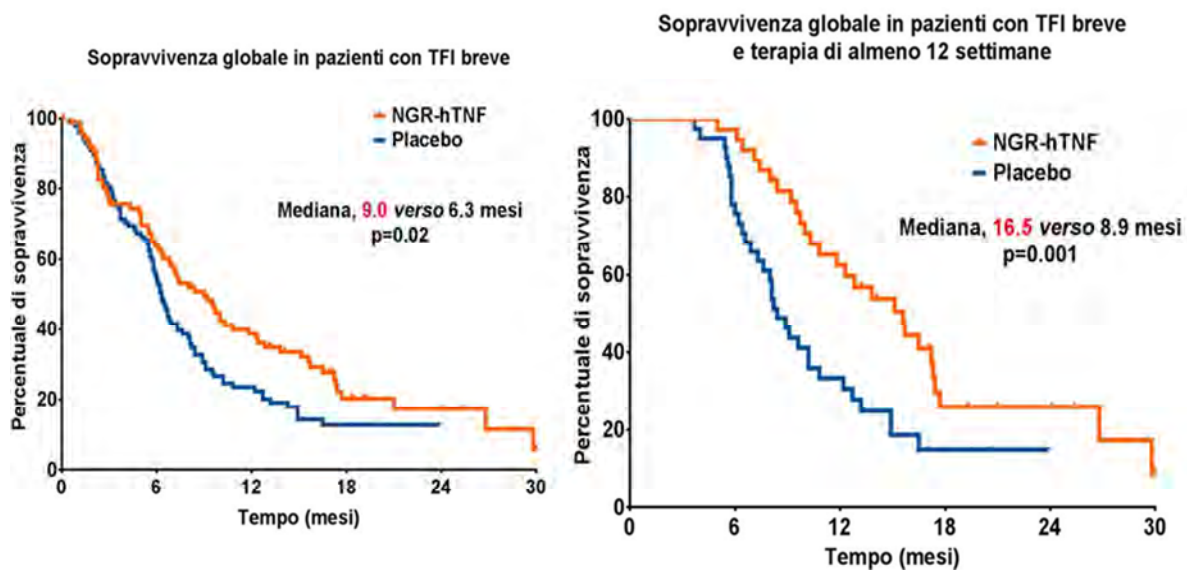 Sopravvivenza globale in pazienti con TFI breve
NGR-hTNF
Placebo
Mediana, 9.0 verso 6.3 mesi
p=0.02
Percentuale di sopravvivenza
100
80
60
40
20
0
0 6 12 18 24 30
Tempo (mesi)
Sopravvivenza globale in pazienti con TFI breve
e terapia di almeno 12 settimane
NGR-hTNF
Placebo
Mediana, 16.5 verso 8.9 mesi
p=0.001
Percentuale di sopravvivenza
100
80
60
40
20
0
0 6 12 18 24 30
Tempo (mesi)